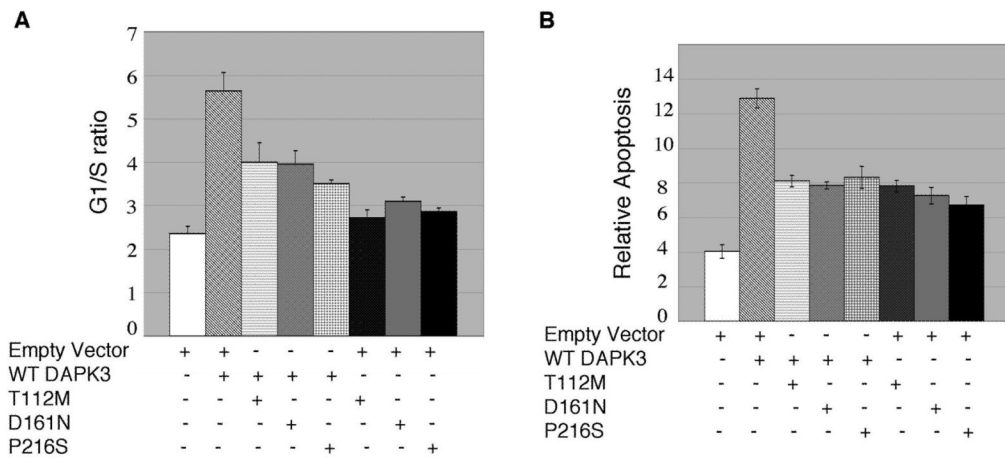 A
G1/S ratio
7
6
5
4
3
2
1
0
Empty Vector + + - - - + + +
WT DAPK3 - + + + + - - -
T112M - - + - - + - -
D161N - - - + - - + -
P216S - - - - + - - +
B
Relative Apoptosis
14
12
10
8
6
4
2
0
Empty Vector + + - - - + + +
WT DAPK3 - + + + + - - -
T112M - - + - - + - -
D161N - - - + - - + -
P216S - - - - + - - +